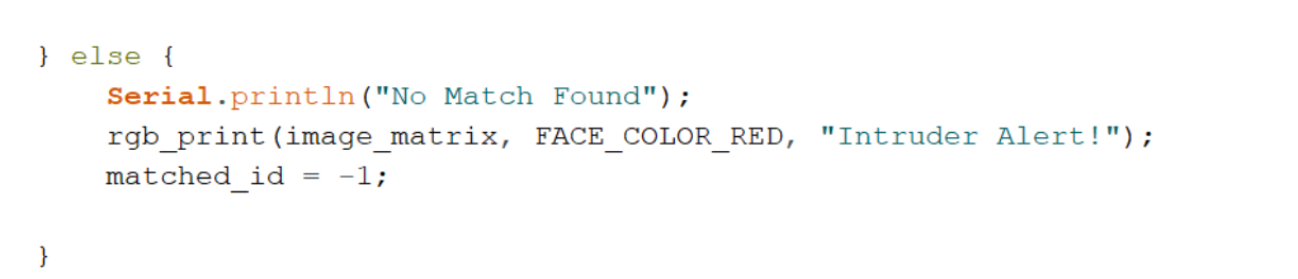 } else {
Serial.println("No Match Found");
rgb_print(image_matrix, FACE_COLOR_RED, "Intruder Alert!");
matched_id = -1;
}